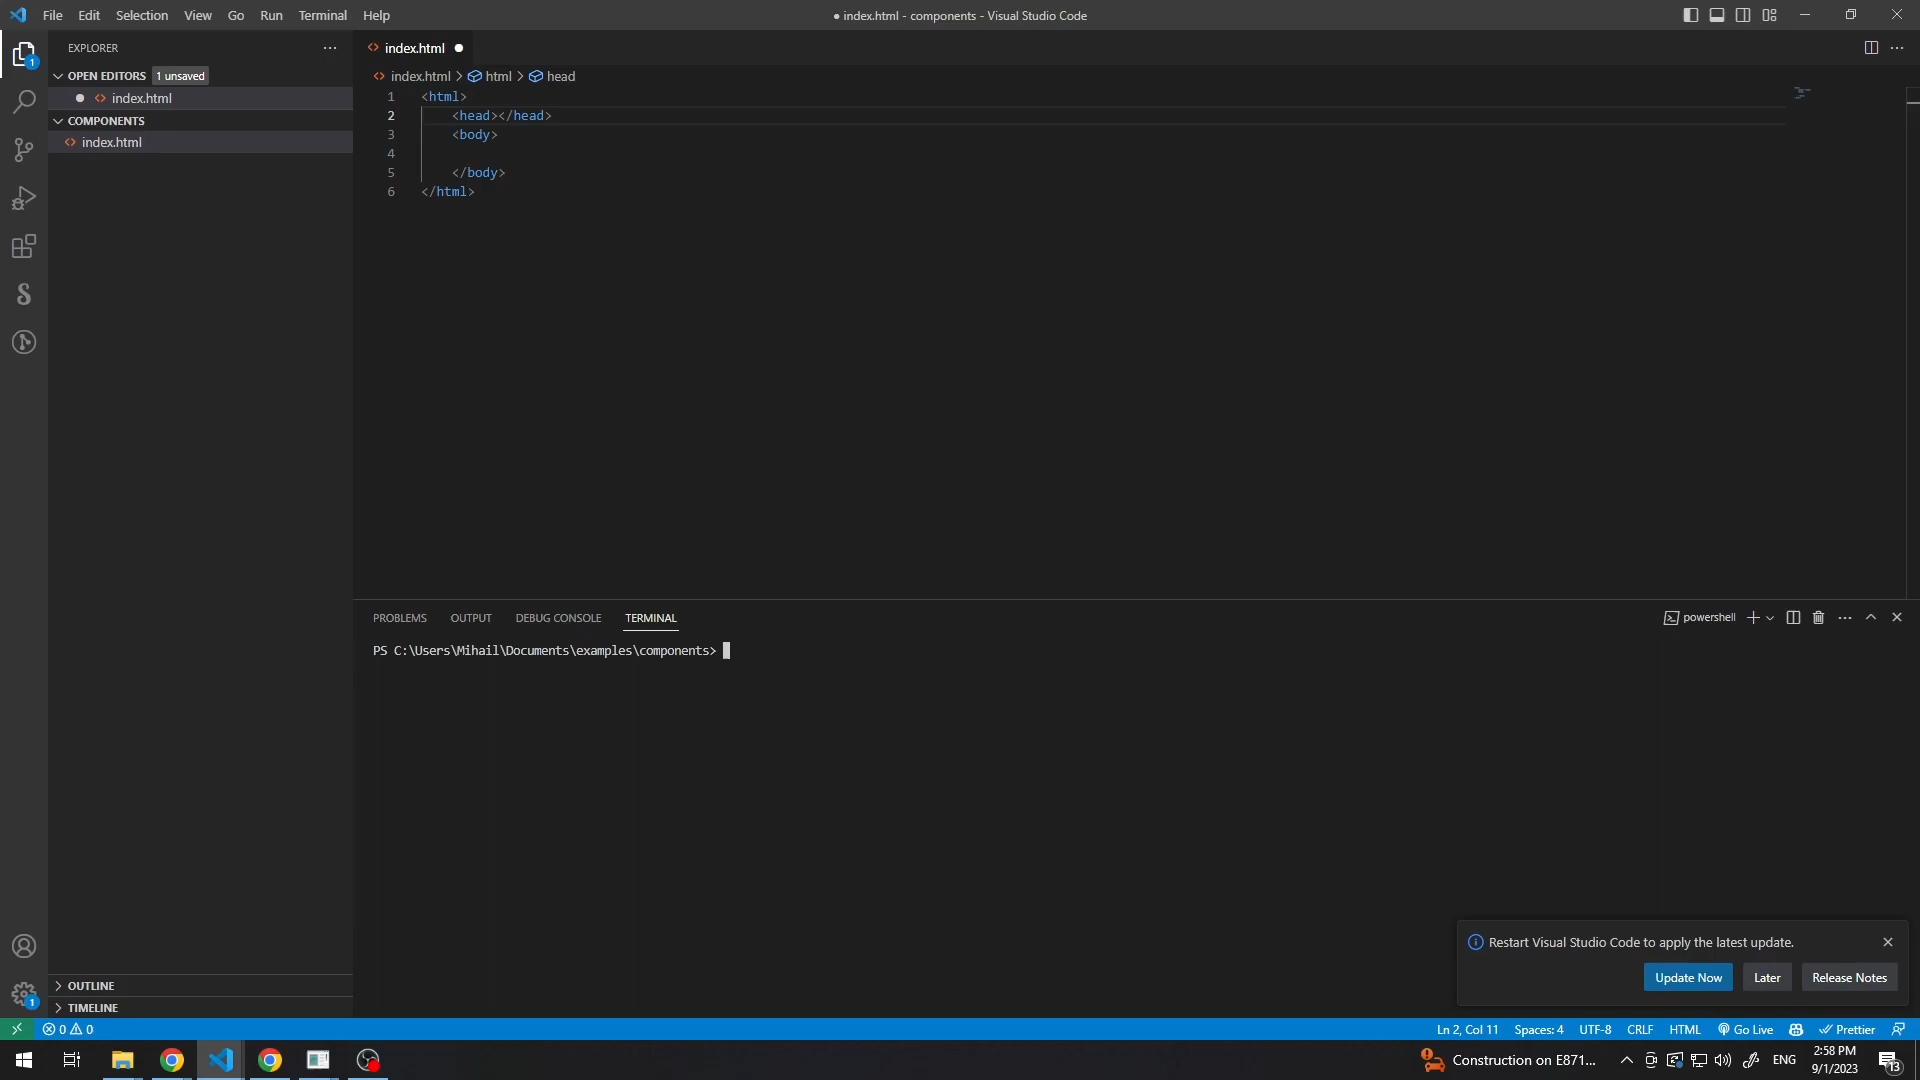 File Edit Selection View Go Run Terminal Help
● index.html - components - Visual Studio Code
EXPLORER
OPEN EDITORS 1 unsaved
index.html
COMPONENTS
index.html
OUTLINE
TIMELINE
index.html
index.html > html > head
1 <html>
2 <head></head>
3 <body>
4
5 </body>
6 </html>
PROBLEMS OUTPUT DEBUG CONSOLE TERMINAL
powershell
PS C:\Users\Mihail\Documents\examples\components>
Restart Visual Studio Code to apply the latest update.
Update Now Later Release Notes
1
1
0 0
Ln 2, Col 11 Spaces: 4 UTF-8 CRLF HTML Go Live Prettier
Construction on E871... ENG 2:58 PM
9/1/2023
13